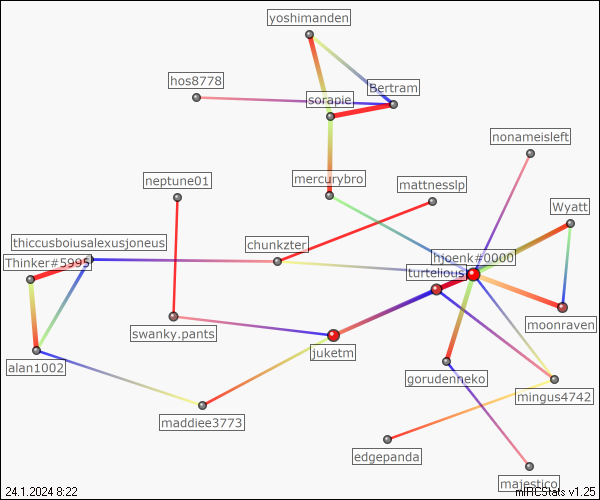 yoshimanden
hos8778
Bertram
sorapie
nonameisleft
neptune01
mercurybro
mattnesslp
Wyatt
thiccusboiusalexusjoneus
chunkzter
hjoenk#0000
Thinker#5995
turtelious
moonraven
swanky.pants
juketm
alan1002
gorudenneko
mingus4742
maddiee3773
edgepanda
majestico
24.1.2024 8:22
mIRCStats v1.25